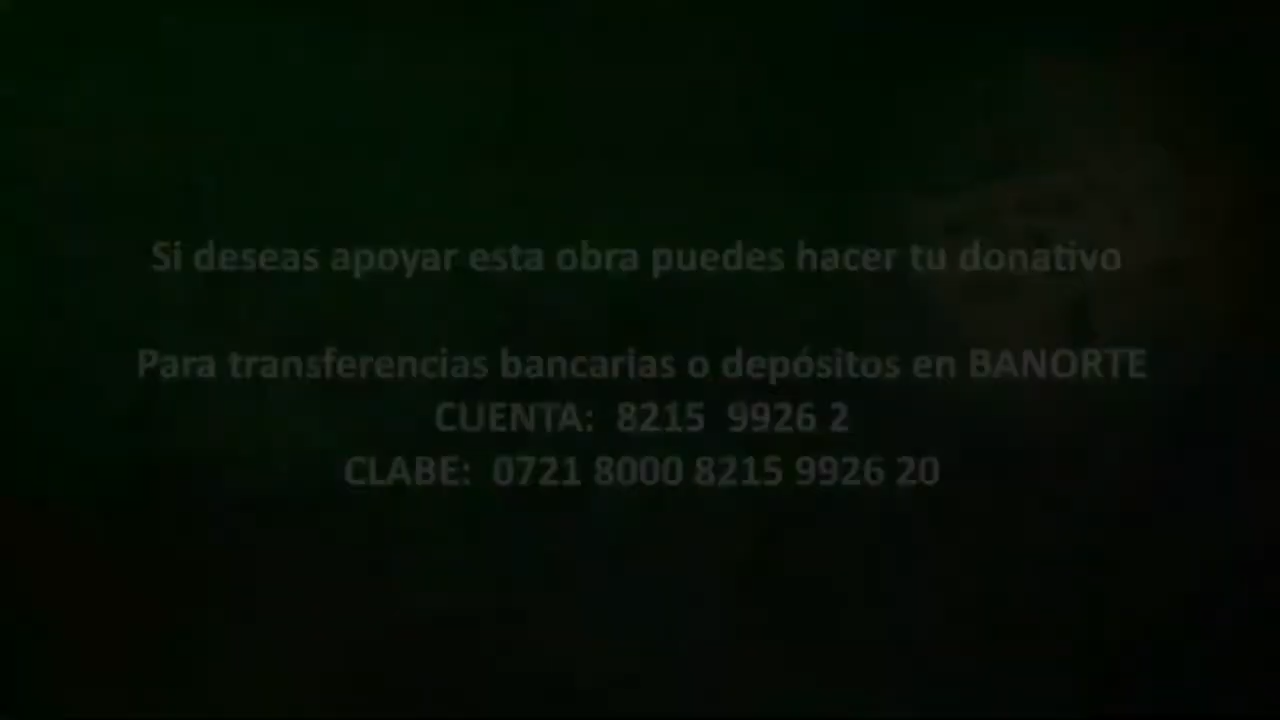 Si deseas apoyar esta obra puedes hacer tu donativo
Para transferencias bancarias o depósitos en BANORTE
CUENTA: 8215 9926 2
CLABE: 0721 8000 8215 9926 20